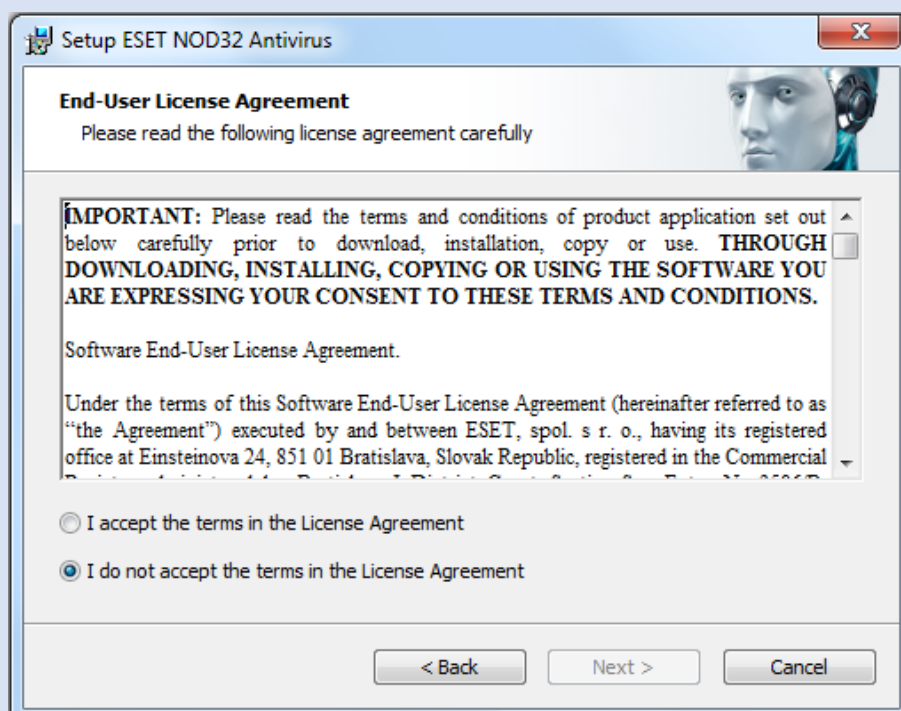 Setup ESET NOD32 Antivirus
End-User License Agreement
Please read the following license agreement carefully
IMPORTANT: Please read the terms and conditions of product application set out
below carefully prior to download, installation, copy or use. THROUGH
DOWNLOADING, INSTALLING, COPYING OR USING THE SOFTWARE YOU
ARE EXPRESSING YOUR CONSENT TO THESE TERMS AND CONDITIONS.
Software End-User License Agreement.
Under the terms of this Software End-User License Agreement (hereinafter referred to as
“the Agreement”) executed by and between ESET, spol. s r. o., having its registered
office at Einsteinova 24, 851 01 Bratislava, Slovak Republic, registered in the Commercial
I accept the terms in the License Agreement
I do not accept the terms in the License Agreement
< Back
Next >
Cancel